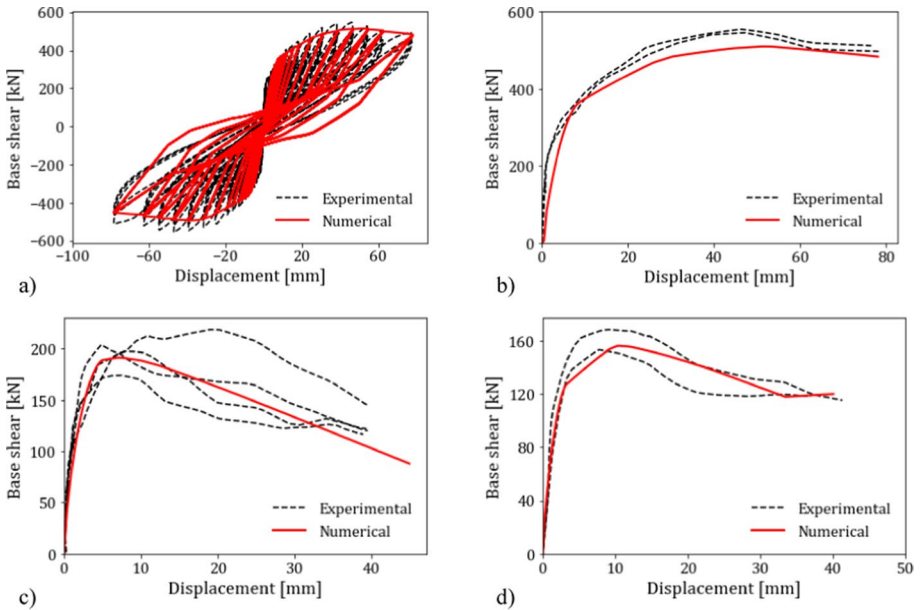 600
400
200
0
−200
−400
−600
−100
−60
−20
20
60
Base shear [kN]
Displacement [mm]
Experimental
Numerical
a)
600
400
200
0
0
20
40
60
80
Base shear [kN]
Displacement [mm]
Experimental
Numerical
b)
200
150
100
50
0
0
10
20
30
40
Base shear [kN]
Displacement [mm]
Experimental
Numerical
c)
160
120
80
40
0
0
10
20
30
40
50
Base shear [kN]
Displacement [mm]
Experimental
Numerical
d)